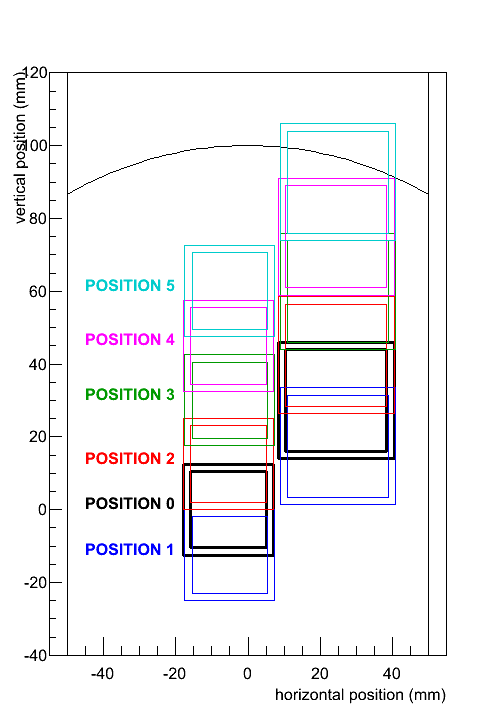 vertical position (mm)
120
100
80
60
40
20
0
-20
-40
POSITION 5
POSITION 4
POSITION 3
POSITION 2
POSITION 0
POSITION 1
-40 -20 0 20 40
horizontal position (mm)